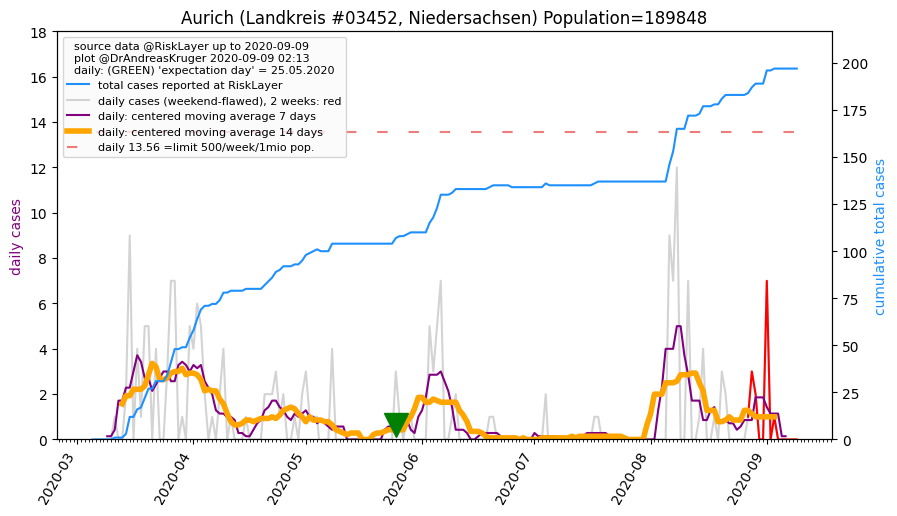 Aurich (Landkreis #03452, Niedersachsen) Population=189848
source data @RiskLayer up to 2020-09-09
plot @DrAndreasKruger 2020-09-09 02:13
daily: (GREEN) 'expectation day' = 25.05.2020
total cases reported at RiskLayer
daily cases (weekend-flawed), 2 weeks: red
daily: centered moving average 7 days
daily: centered moving average 14 days
daily 13.56 =limit 500/week/1mio pop.
daily cases
18
16
14
12
10
8
6
4
2
0
200
175
150
125
100
75
50
25
0
cumulative total cases
2020-03
2020-04
2020-05
2020-06
2020-07
2020-08
2020-09